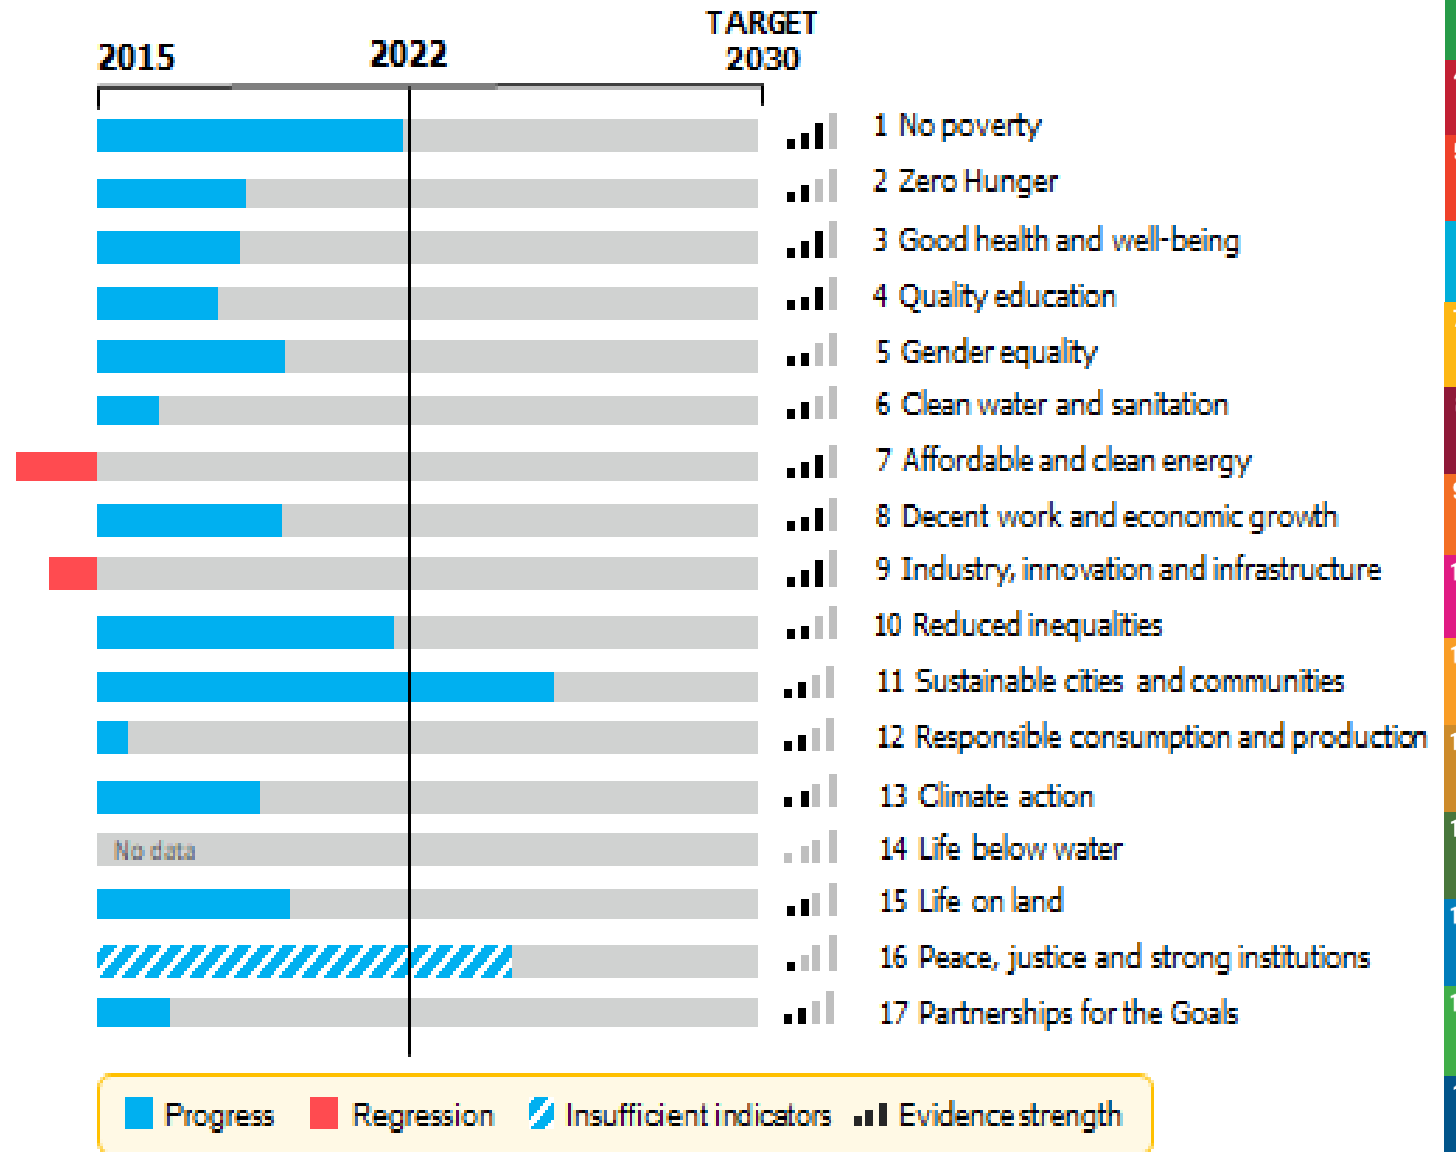 TARGET
2015 2022 2030
1 No poverty
2 Zero Hunger
3 Good health and well-being
4 Quality education
5 Gender equality
6 Clean water and sanitation
7 Affordable and clean energy
8 Decent work and economic growth
9 Industry, innovation and infrastructure
10 Reduced inequalities
11 Sustainable cities and communities
12 Responsible consumption and production
13 Climate action
No data 14 Life below water
15 Life on land
16 Peace, justice and strong institutions
17 Partnerships for the Goals
Progress Regression Insufficient indicators Evidence strength